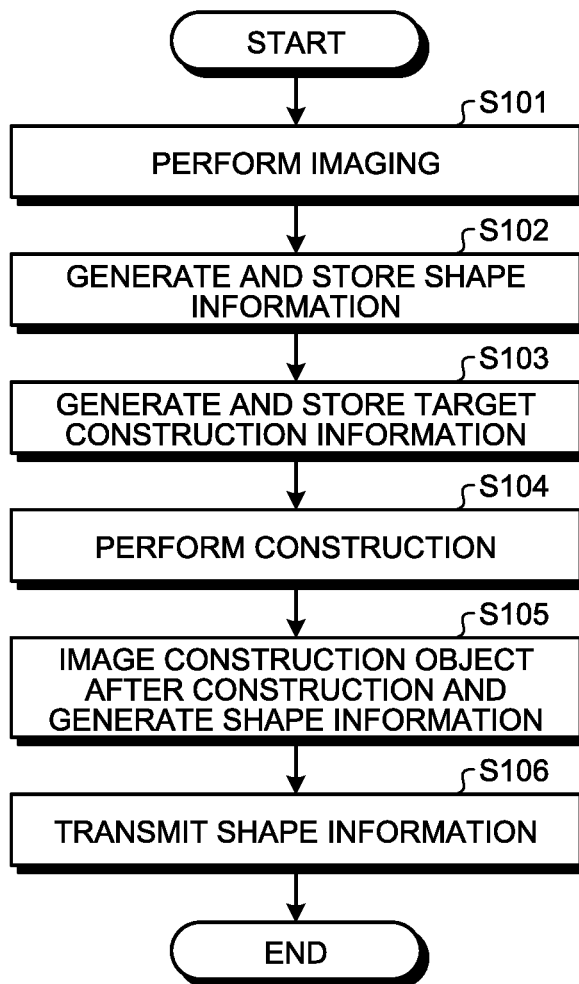 START
S101
PERFORM IMAGING
S102
GENERATE AND STORE SHAPE
INFORMATION
S103
GENERATE AND STORE TARGET
CONSTRUCTION INFORMATION
S104
PERFORM CONSTRUCTION
S105
IMAGE CONSTRUCTION OBJECT
AFTER CONSTRUCTION AND
GENERATE SHAPE INFORMATION
S106
TRANSMIT SHAPE INFORMATION
END